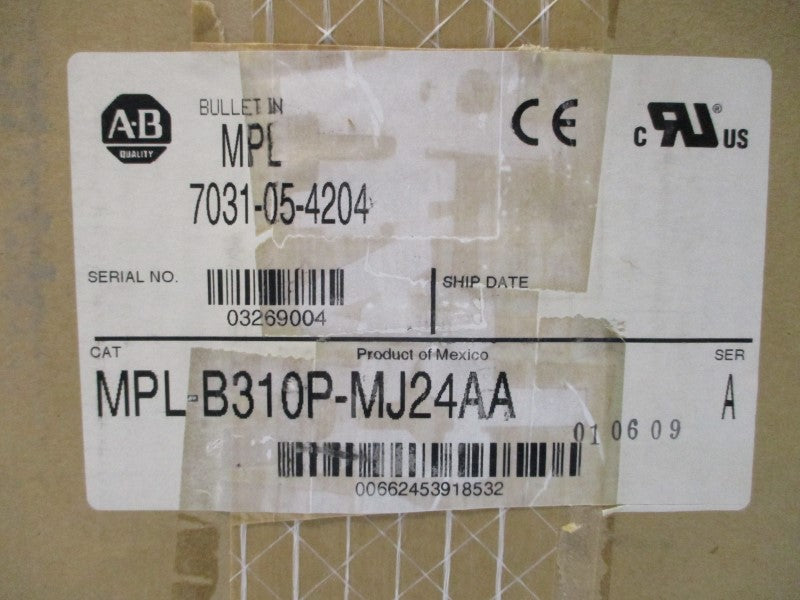 A-B
QUALITY
BULLETIN
MPL
7031-05-4204
CE
C UR ® US
SERIAL NO.
03269004
SHIP DATE
CAT
Product of Mexico
SER
MPL-B310P-MJ24AA
A
010609
00662453918532